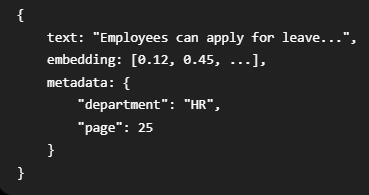 {
    text: "Employees can apply for leave...",
    embedding: [0.12, 0.45, ...],
    metadata: {
        "department": "HR",
        "page": 25
    }
}